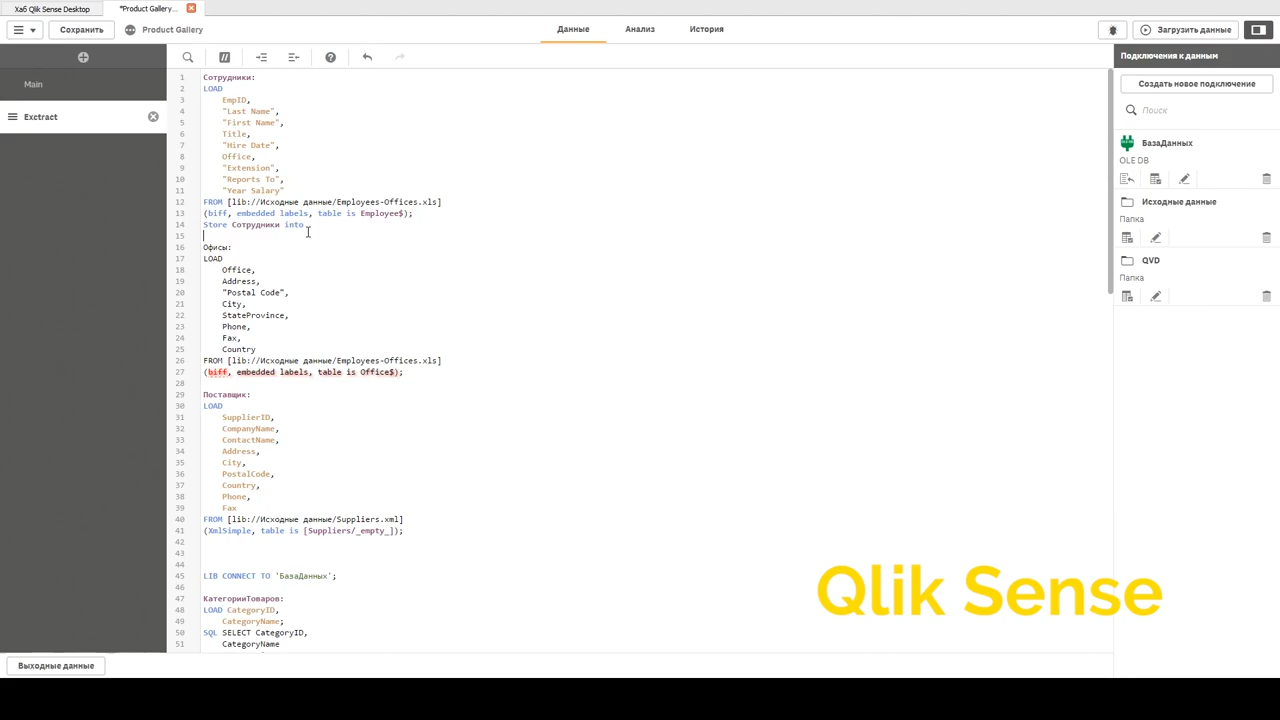 Хаб Qlik Sense Desktop
*Product Gallery...
Сохранить
Product Gallery
Данные
Анализ
История
Загрузить данные
Main
Exctract
1 Сотрудники:
2 LOAD
3 EmpID,
4 "Last Name",
5 "First Name",
6 Title,
7 "Hire Date",
8 Office,
9 "Extension",
10 "Reports To",
11 "Year Salary"
12 FROM [lib://Исходные данные/Employees-Offices.xls]
13 (biff, embedded labels, table is Employee$);
14 Store Сотрудники into
15
16 Офисы:
17 LOAD
18 Office,
19 Address,
20 "Postal Code",
21 City,
22 StateProvince,
23 Phone,
24 Fax,
25 Country
26 FROM [lib://Исходные данные/Employees-Offices.xls]
27 (biff, embedded labels, table is Office$);
28
29 Поставщик:
30 LOAD
31 SupplierID,
32 CompanyName,
33 ContactName,
34 Address,
35 City,
36 PostalCode,
37 Country,
38 Phone,
39 Fax
40 FROM [lib://Исходные данные/Suppliers.xml]
41 (XmlSimple, table is [Suppliers/_empty_]);
42
43
44
45 LIB CONNECT TO 'БазаДанных';
46
47 КатегорииТоваров:
48 LOAD CategoryID,
49 CategoryName;
50 SQL SELECT CategoryID,
51 CategoryName
Подключения к данным
Создать новое подключение
Поиск
БазаДанных
OLE DB
Исходные данные
Папка
QVD
Папка
Qlik Sense
Выходные данные